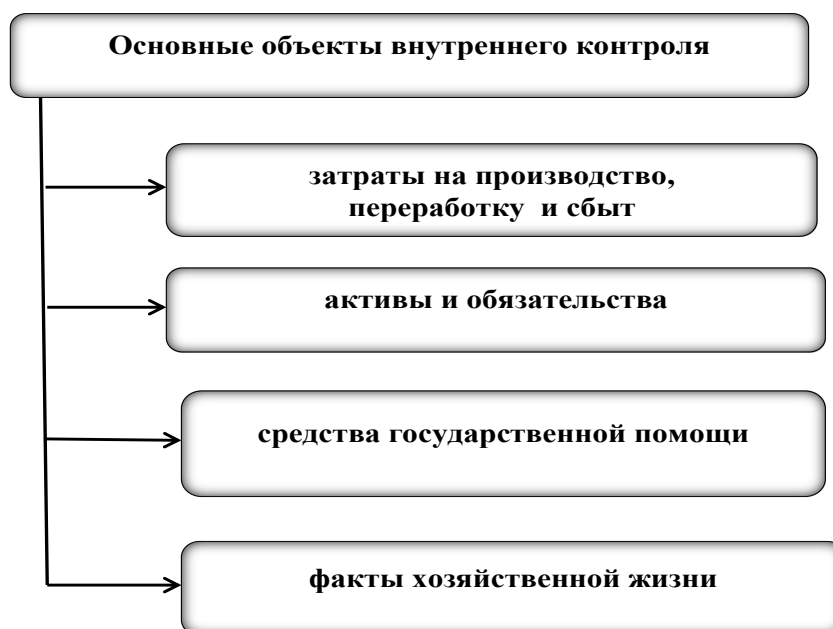 Основные объекты внутреннего контроля
затраты на производство,
переработку и сбыт
активы и обязательства
средства государственной помощи
факты хозяйственной жизни